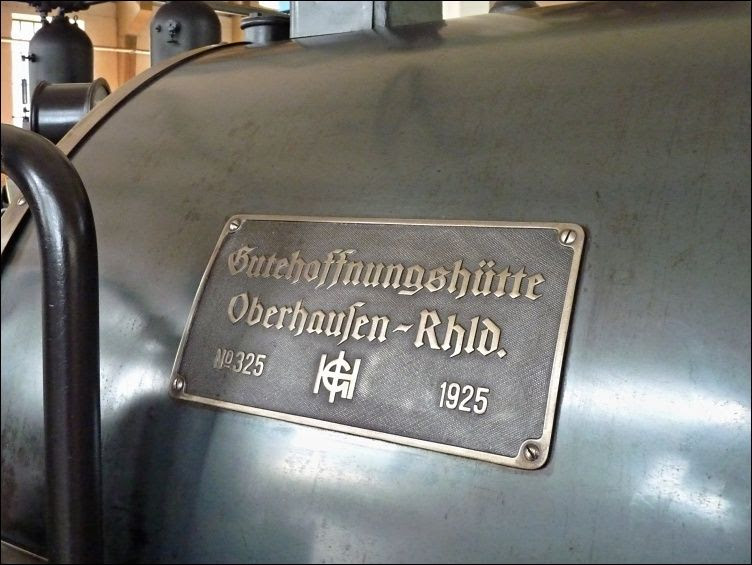 Gutehoffnungshütte
Oberhausen-Rhld.
No 325 GHH 1925